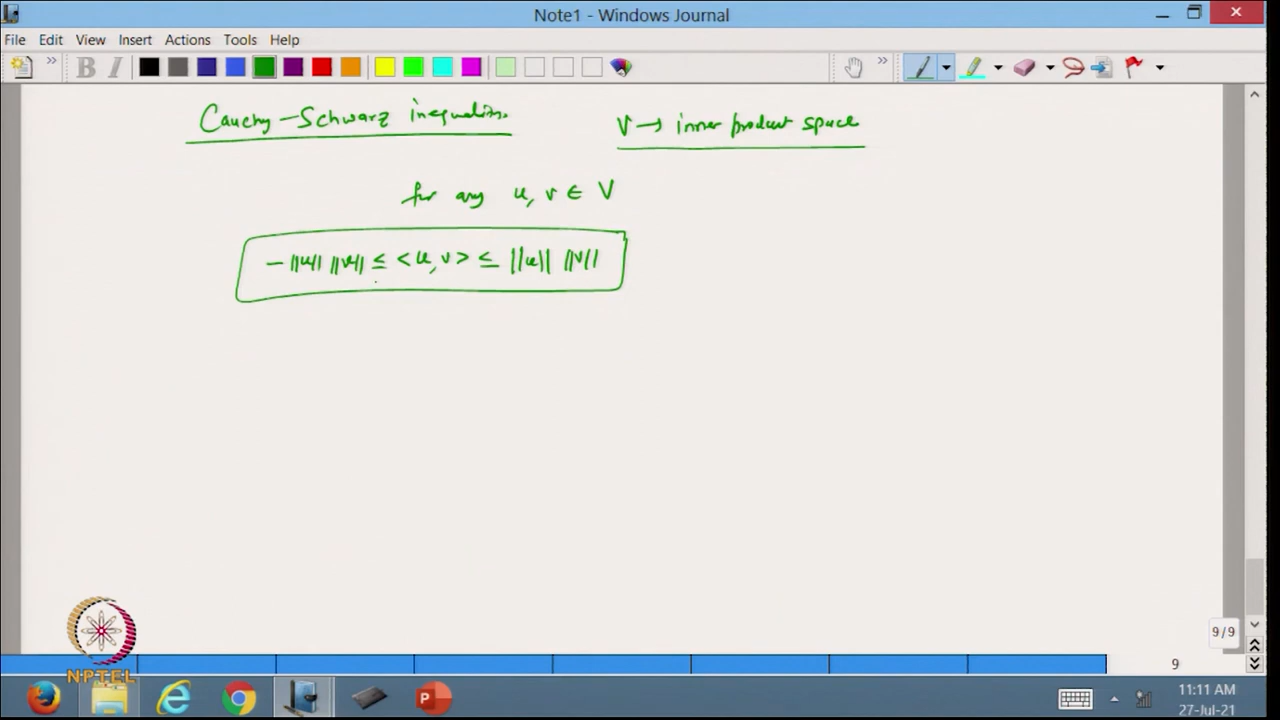 Note1 - Windows Journal
File Edit View Insert Actions Tools Help
Cauchy-Schwarz inequality.
V → inner product space
for any u, v ∈ V
- ||u|| ||v|| ≤ <u, v> ≤ ||u|| ||v||
9/9
NPTEL
9
11:11 AM
27-Jul-21